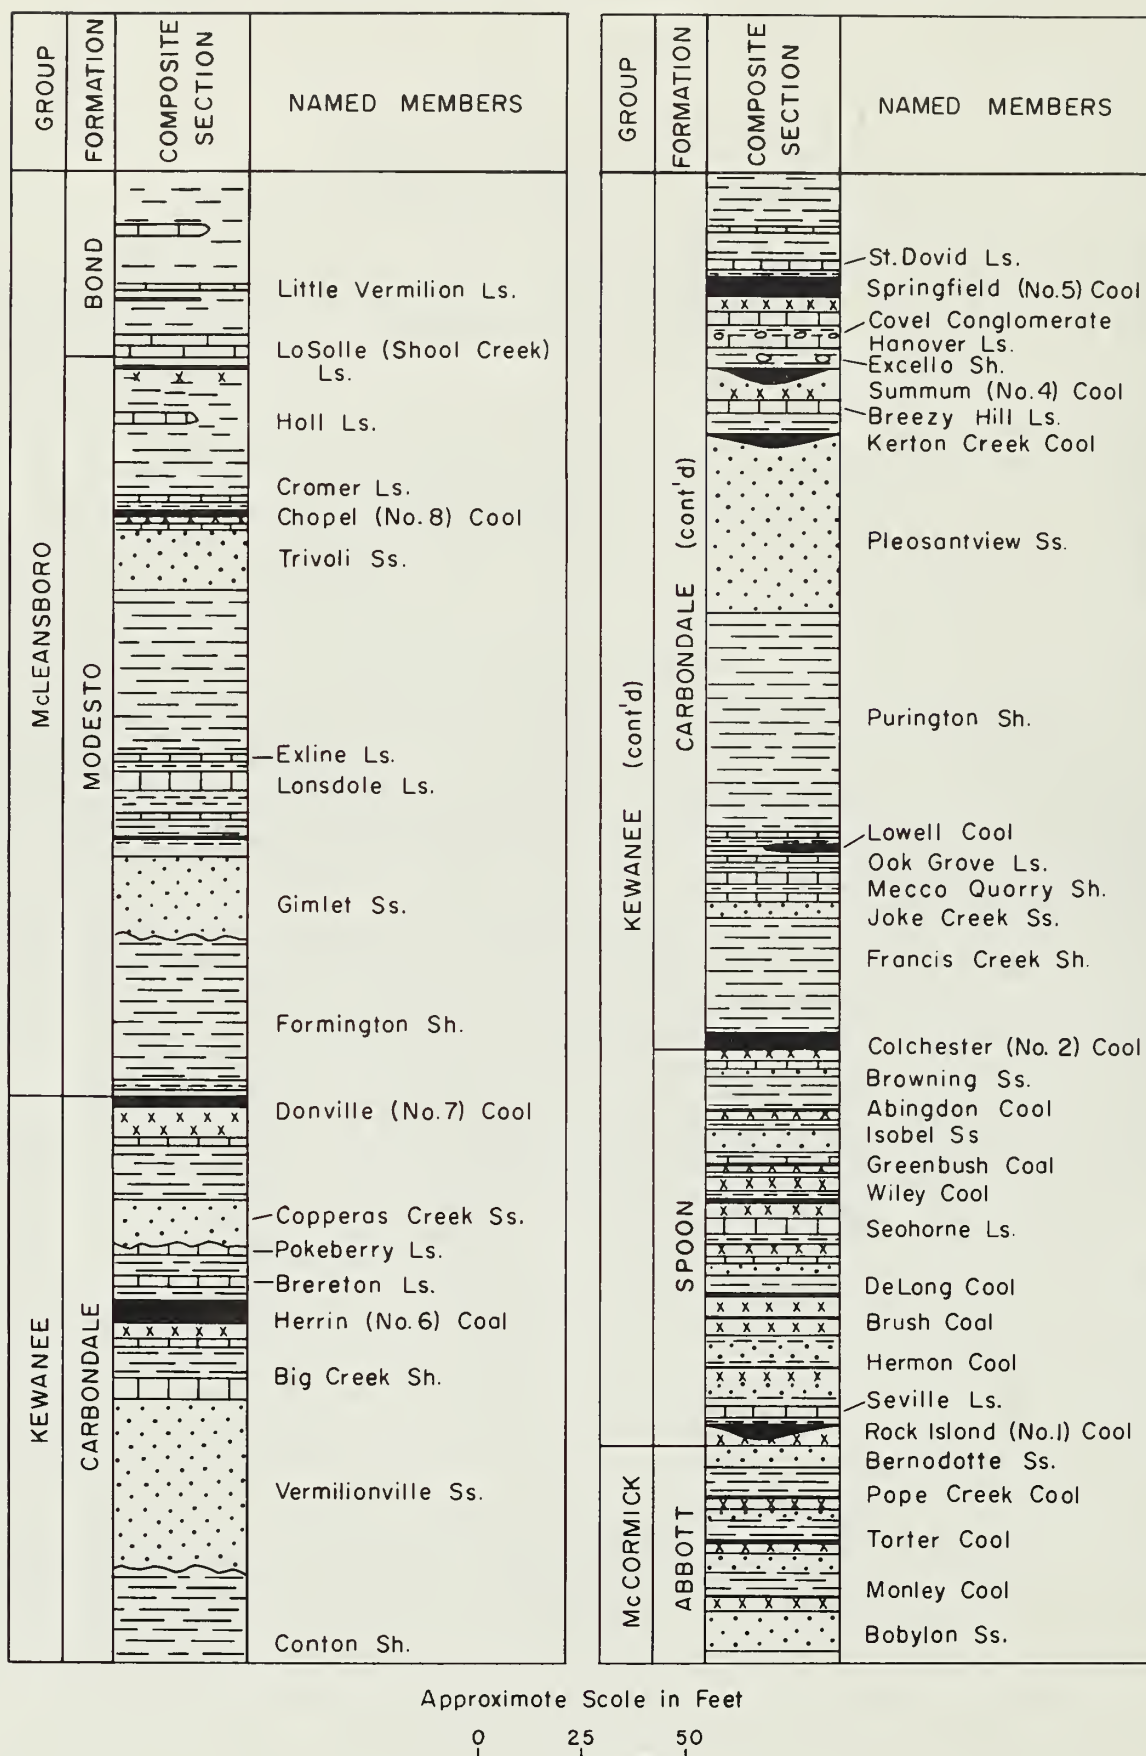 GROUP
FORMATION
COMPOSITE
SECTION
NAMED MEMBERS
McLEANSBORO
BOND
MODESTO
KEWANEE
CARBONDALE
Little Vermilion Ls.
LoSolle (Shool Creek)
Ls.
Holl Ls.
Cromer Ls.
Chopel (No. 8) Cool
Trivoli Ss.
Exline Ls.
Lonsdole Ls.
Gimlet Ss.
Formington Sh.
Donville (No. 7) Cool
Copperas Creek Ss.
Pokeberry Ls.
Brereton Ls.
Herrin (No. 6) Coal
Big Creek Sh.
Vermilionville Ss.
Conton Sh.
GROUP
FORMATION
COMPOSITE
SECTION
NAMED MEMBERS
KEWANEE (cont'd)
CARBONDALE (cont'd)
SPOON
McCORMICK
ABBOTT
St. Dovid Ls.
Springfield (No. 5) Cool
Covel Conglomerate
Hanover Ls.
Excello Sh.
Summum (No. 4) Cool
Breezy Hill Ls.
Kerton Creek Cool
Pleosantview Ss.
Purington Sh.
Lowell Cool
Ook Grove Ls.
Mecco Quorry Sh.
Joke Creek Ss.
Francis Creek Sh.
Colchester (No. 2) Cool
Browning Ss.
Abingdon Cool
Isobel Ss
Greenbush Coal
Wiley Cool
Seohorne Ls.
DeLong Cool
Brush Coal
Hermon Cool
Seville Ls.
Rock Island (No. 1) Cool
Bernodotte Ss.
Pope Creek Cool
Torter Cool
Monley Cool
Bobylon Ss.
Approximote Scole in Feet
0 25 50